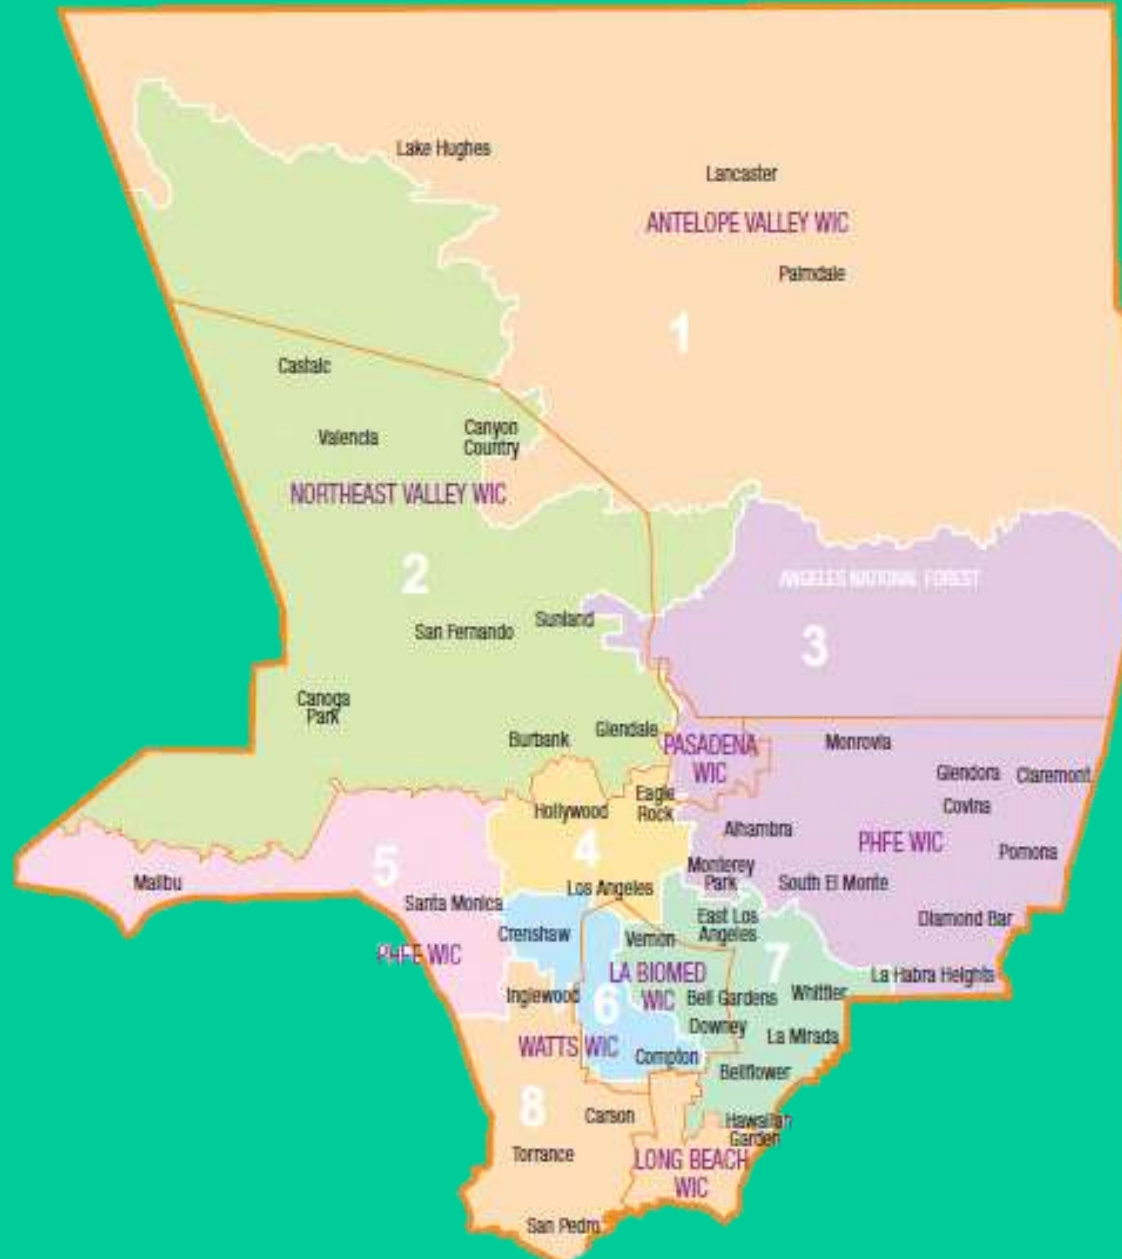 Lake Hughes
Lancaster
ANTELOPE VALLEY WIC
Palmdale
1
Castaic
Valencia
Canyon
Country
NORTHEAST VALLEY WIC
2
ANGELES NATIONAL FOREST
San Fernando
Sunland
3
Canoga
Park
Burbank
Glendale
PASADENA
WIC
Monrovia
Glendora
Claremont
Covina
Hollywood
Eagle
Rock
Alhambra
PHFE WIC
Pomona
4
5
Malibu
Monterey
Park
South El Monte
Los Angeles
Santa Monica
Diamond Bar
East Los
Angeles
Crenshaw
Vernon
PHFE WIC
7
LA BIOMED
WIC
La Habra Heights
Inglewood
6
Bell Gardens
Whittier
Downey
La Mirada
WATTS WIC
Compton
Bellflower
8
Carson
Hawaiian
Garden
Torrance
LONG BEACH
WIC
San Pedro